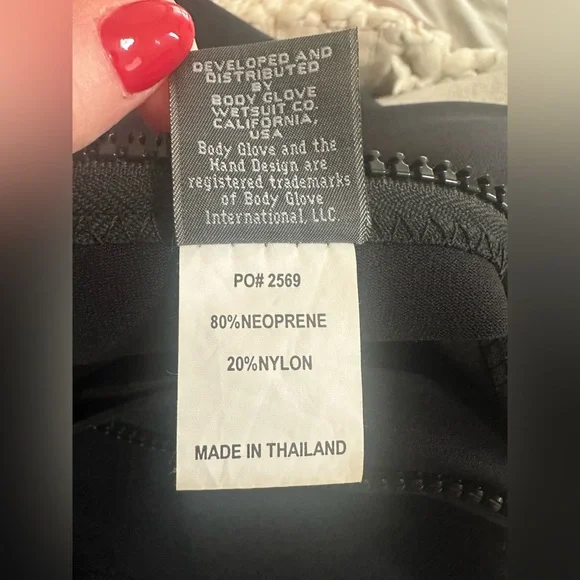 DEVELOPED AND
DISTRIBUTED
BY
BODY GLOVE
WETSUIT CO.
CALIFORNIA,
USA
Body Glove and the
Hand Design are
registered trademarks
of Body Glove
International, LLC.
PO# 2569
80%NEOPRENE
20%NYLON
MADE IN THAILAND